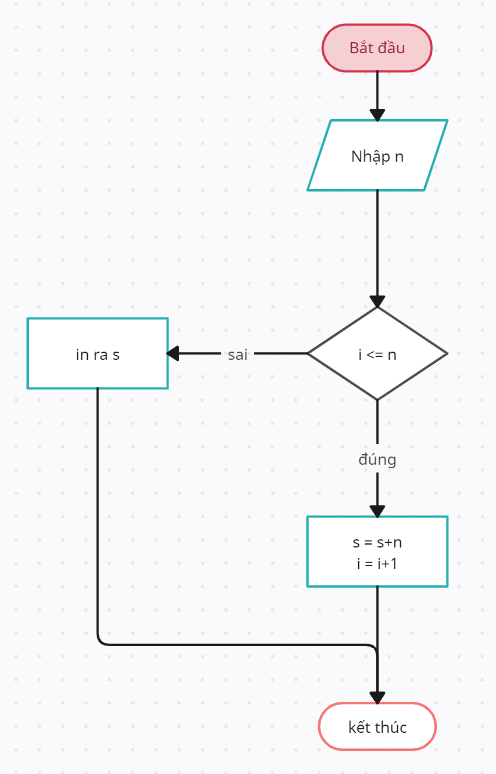 Bắt đầu
Nhập n
i <= n
sai
in ra s
đúng
s = s+n
i = i+1
kết thúc